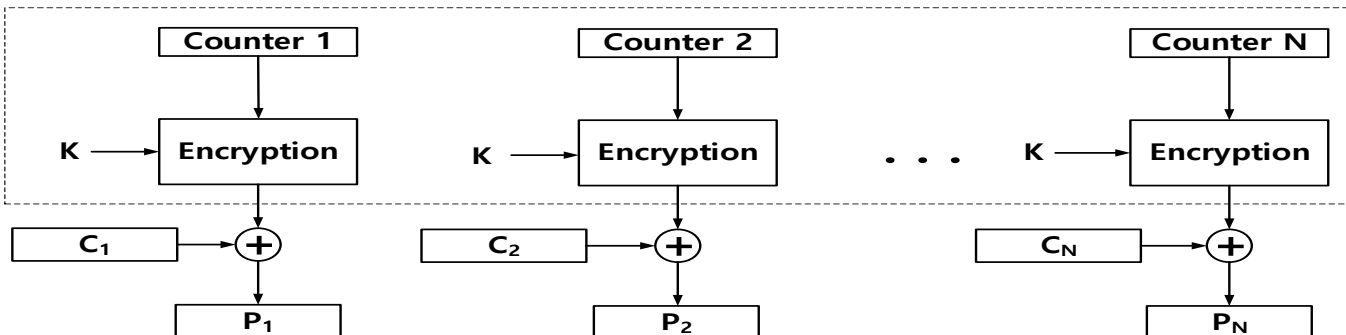 Counter 1 Counter 2 Counter N
K Encryption K Encryption . . . K Encryption
C₁ + C₂ + C_N +
P₁ P₂ P_N